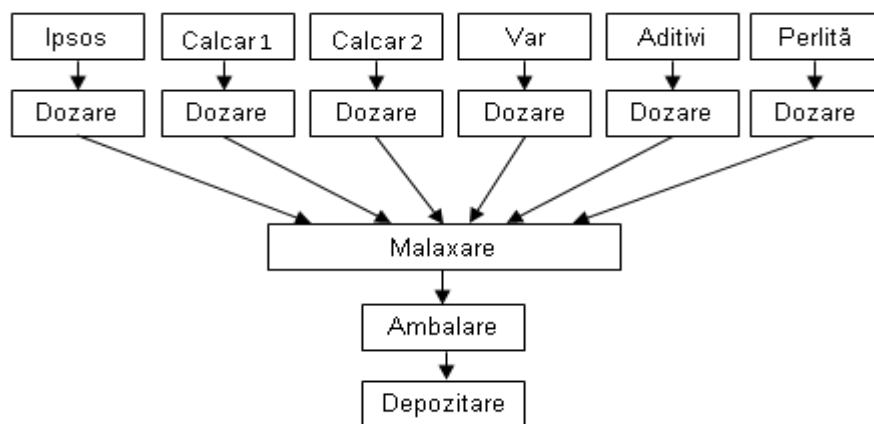 Ipsos Calcar 1 Calcar 2 Var Aditivi Perlită
Dozare Dozare Dozare Dozare Dozare Dozare
Malaxare
Ambalare
Depozitare